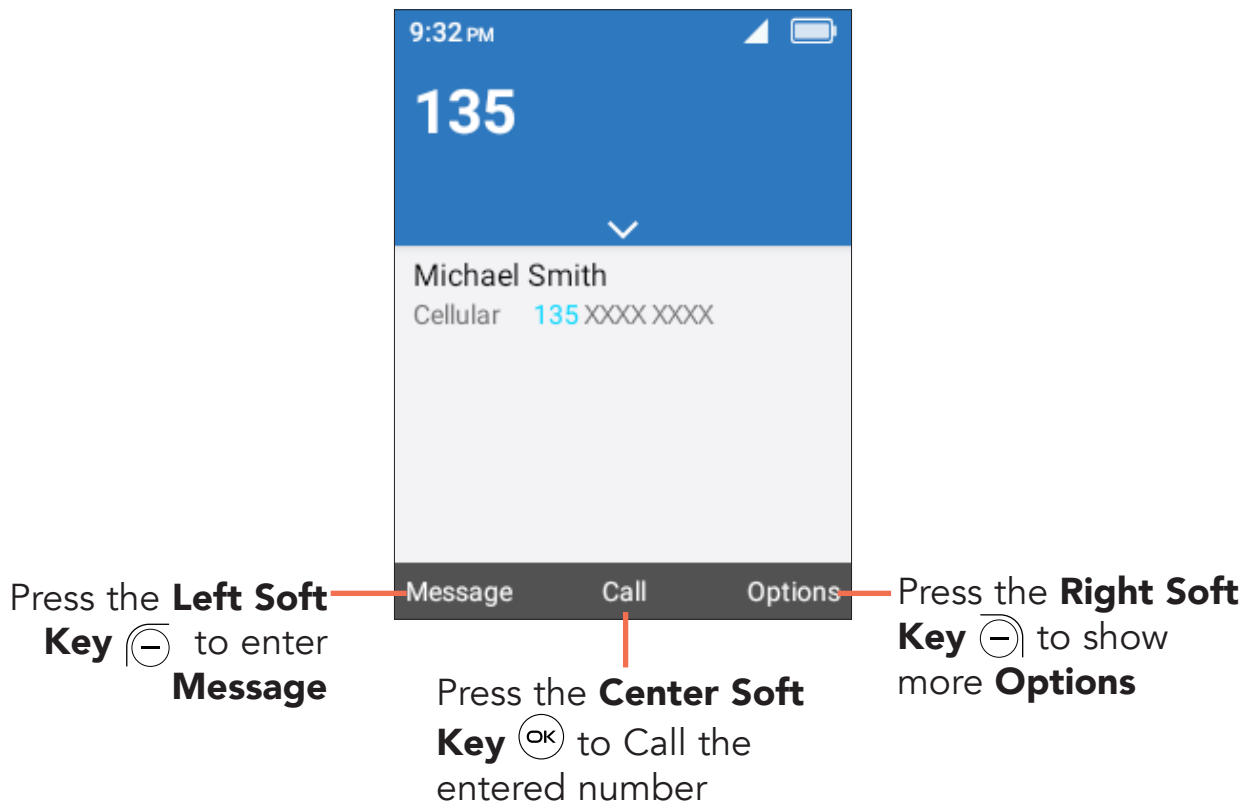 9:32 PM
135
Michael Smith
Cellular 135 XXXX XXXX
Message Call Options
Press the Left Soft
Key to enter
Message
Press the Center Soft
Key OK to Call the
entered number
Press the Right Soft
Key to show
more Options